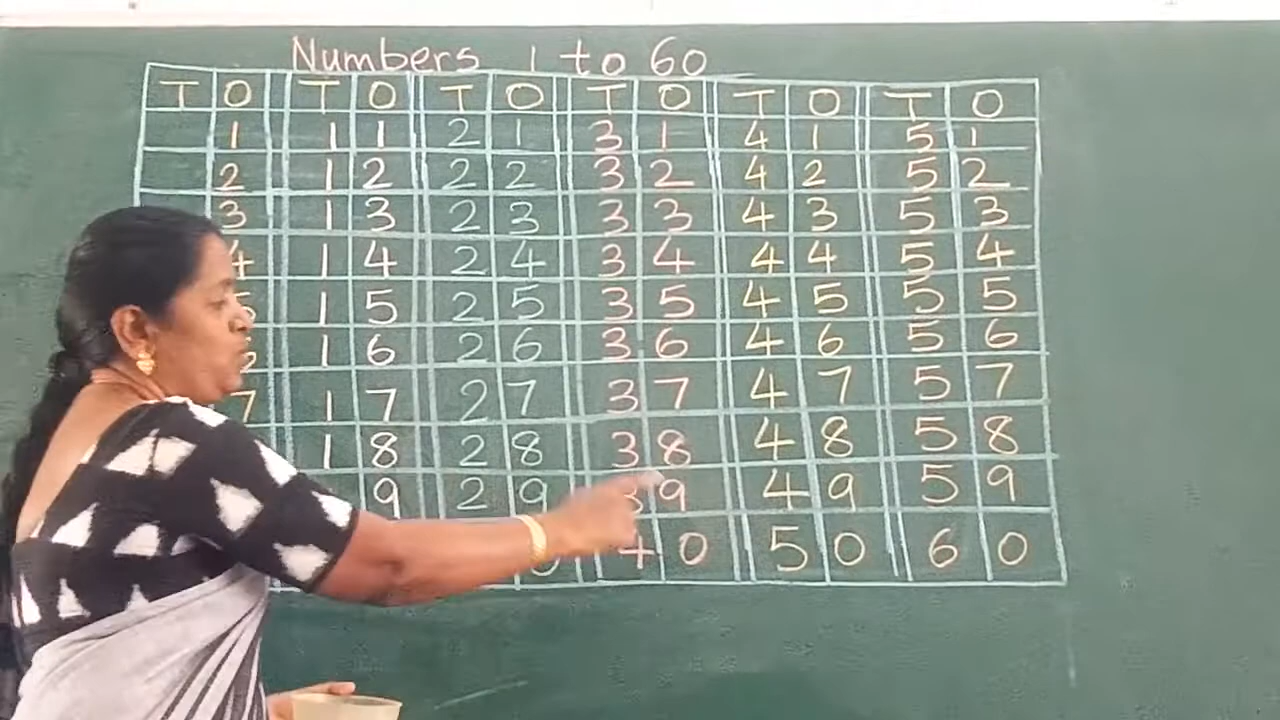 Numbers 1 to 60
T O T O T O T O T O T O
1 1 1 2 1 3 1 4 1 5 1
2 1 2 2 2 3 2 4 2 5 2
3 1 3 2 3 3 3 4 3 5 3
4 1 4 2 4 3 4 4 4 5 4
5 1 5 2 5 3 5 4 5 5 5
1 6 2 6 3 6 4 6 5 6
7 1 7 2 7 3 7 4 7 5 7
1 8 2 8 3 8 4 8 5 8
9 2 9 3 9 4 9 5 9
0 4 0 5 0 6 0